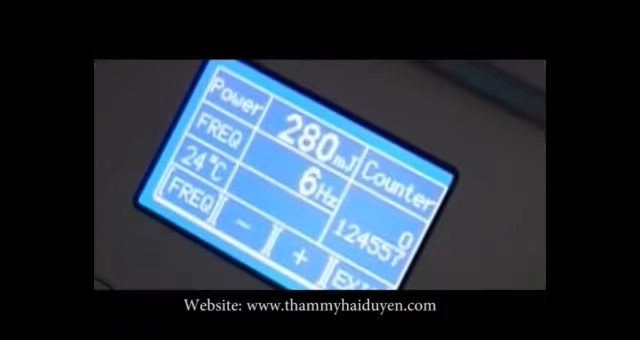 Power 280mJ Counter
FREQ 6Hz 0
24°C 124557
FREQ - + EXIT
Website: www.thammyhaiduyen.com